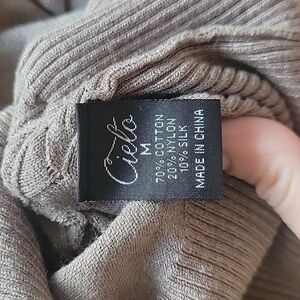 Cielo
M
70% COTTON
20% NYLON
10% SILK
MADE IN CHINA